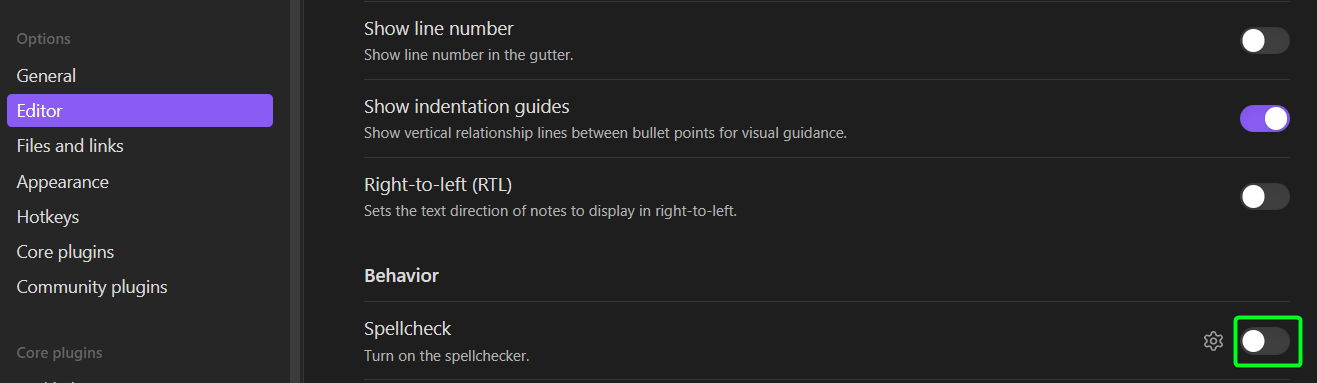 Options
General
Editor
Files and links
Appearance
Hotkeys
Core plugins
Community plugins
Core plugins
Show line number
Show line number in the gutter.
Show indentation guides
Show vertical relationship lines between bullet points for visual guidance.
Right-to-left (RTL)
Sets the text direction of notes to display in right-to-left.
Behavior
Spellcheck
Turn on the spellchecker.